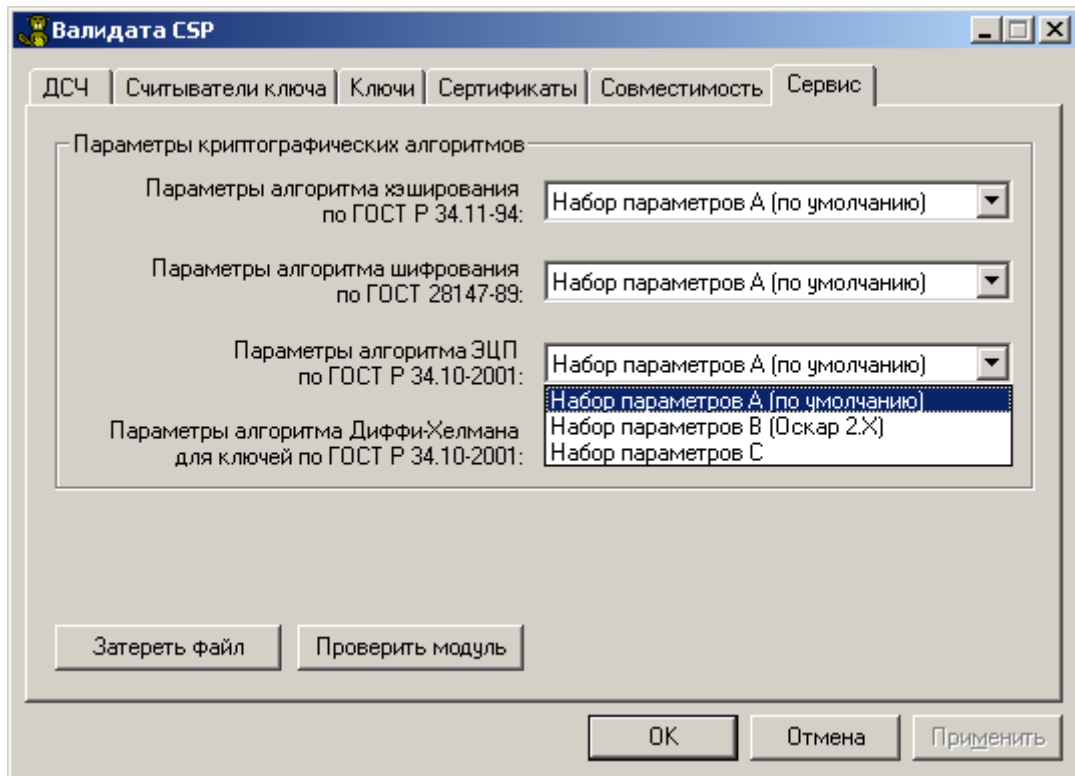 Валидата CSP
ДСЧ Считыватели ключа Ключи Сертификаты Совместимость Сервис
Параметры криптографических алгоритмов
Параметры алгоритма хэширования
по ГОСТ Р 34.11-94:
Набор параметров A (по умолчанию)
Параметры алгоритма шифрования
по ГОСТ 28147-89:
Набор параметров A (по умолчанию)
Параметры алгоритма ЭЦП
по ГОСТ Р 34.10-2001:
Набор параметров A (по умолчанию)
Набор параметров A (по умолчанию)
Набор параметров B (Оскар 2.X)
Набор параметров C
Параметры алгоритма Диффи-Хелмана
для ключей по ГОСТ Р 34.10-2001:
Затереть файл Проверить модуль
OK Отмена Применить